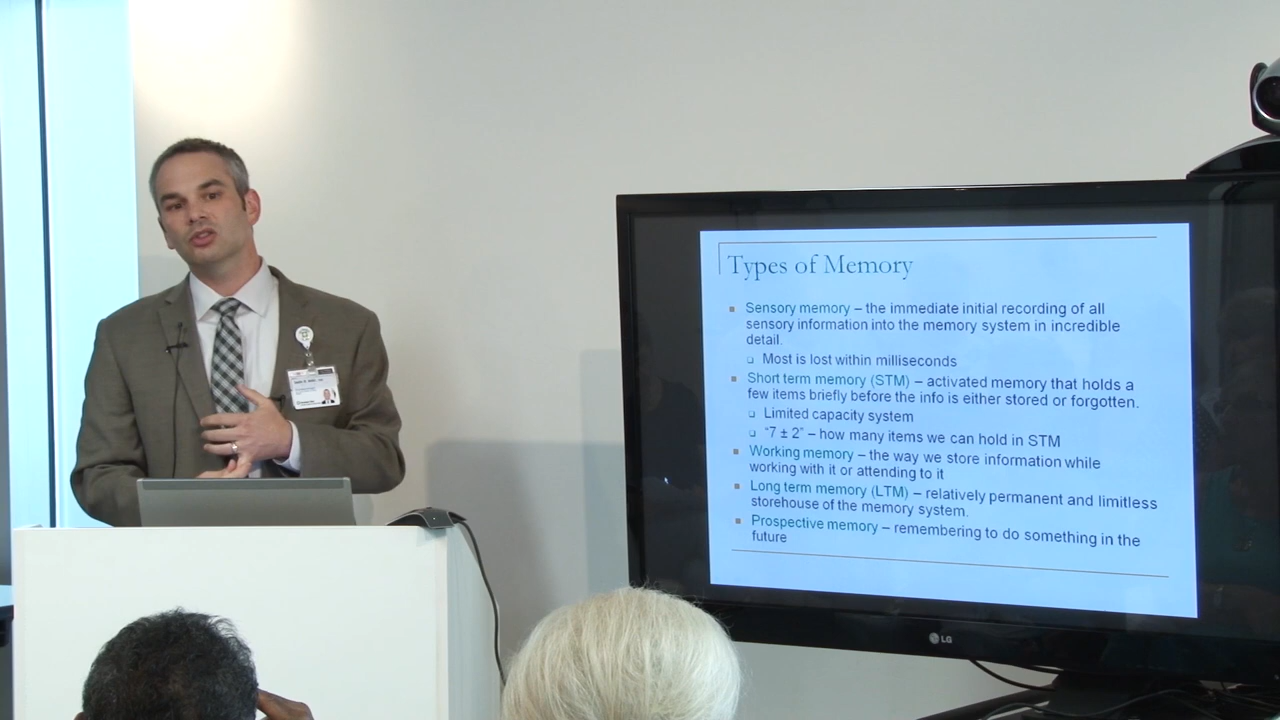 Types of Memory
Sensory memory – the immediate initial recording of all
sensory information into the memory system in incredible
detail.
Most is lost within milliseconds
Short term memory (STM) – activated memory that holds a
few items briefly before the info is either stored or forgotten.
Limited capacity system
"7 ± 2" – how many items we can hold in STM
Working memory – the way we store information while
working with it or attending to it
Long term memory (LTM) – relatively permanent and limitless
storehouse of the memory system.
Prospective memory – remembering to do something in the
future
LG